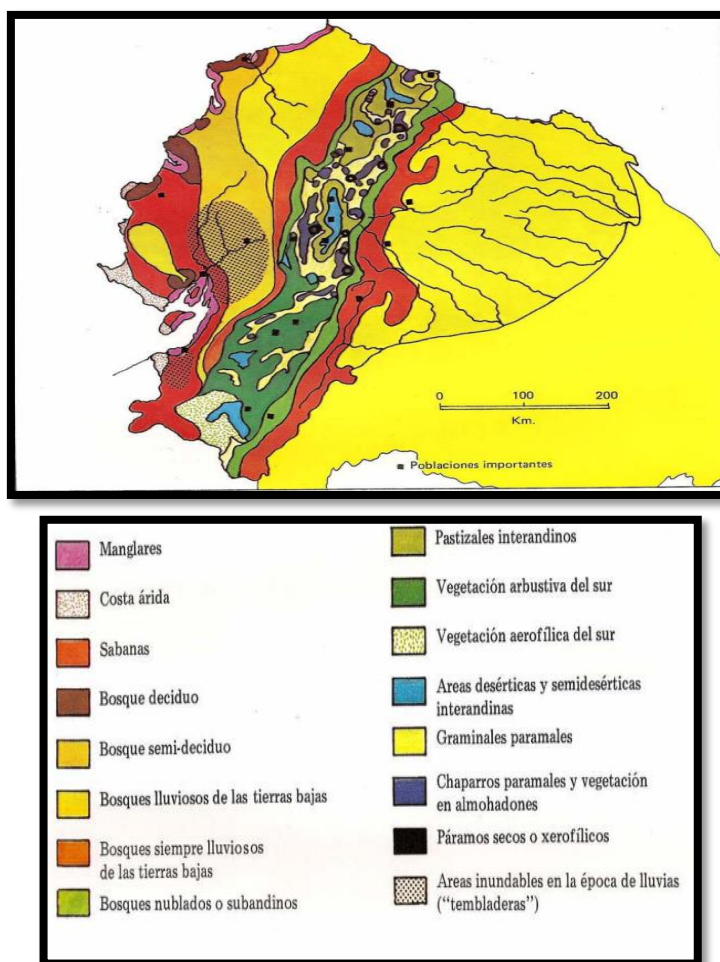 0 100 200
Km.
Poblaciones importantes
Manglares
Costa árida
Sabanas
Bosque deciduo
Bosque semi-deciduo
Bosques lluviosos de las tierras bajas
Bosques siempre lluviosos
de las tierras bajas
Bosques nublados o subandinos
Pastizales interandinos
Vegetación arbustiva del sur
Vegetación aerofílica del sur
Areas desérticas y semidesérticas
interandinas
Graminales paramales
Chaparros paramales y vegetación
en almohadones
Páramos secos o xerofílicos
Areas inundables en la época de lluvias
("tembladeras")